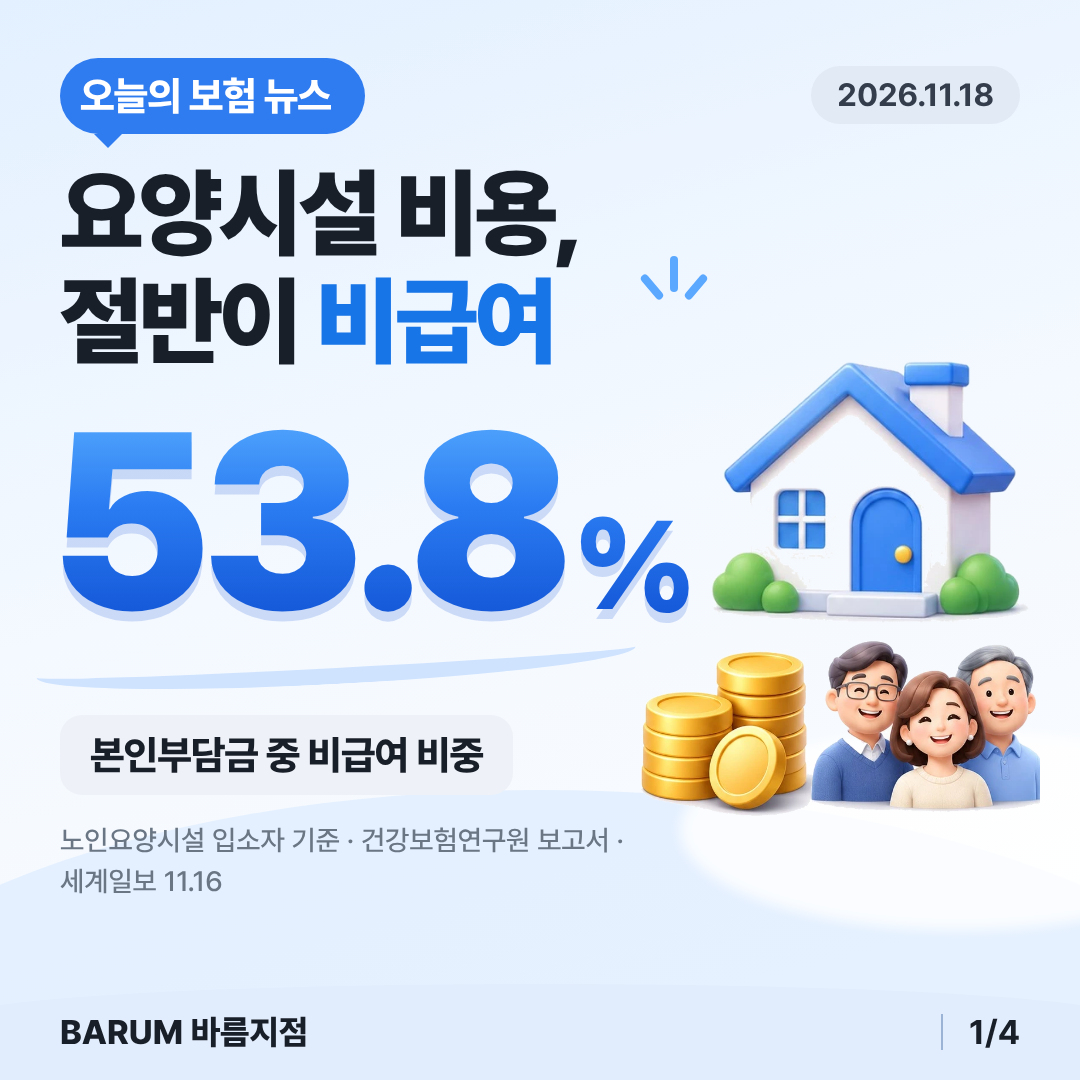 오늘의 보험 뉴스
2026.11.18
요양시설 비용,
절반이 비급여
53.8%
본인부담금 중 비급여 비중
노인요양시설 입소자 기준 · 건강보험연구원 보고서 ·
세계일보 11.16
BARUM 바름지점
1/4